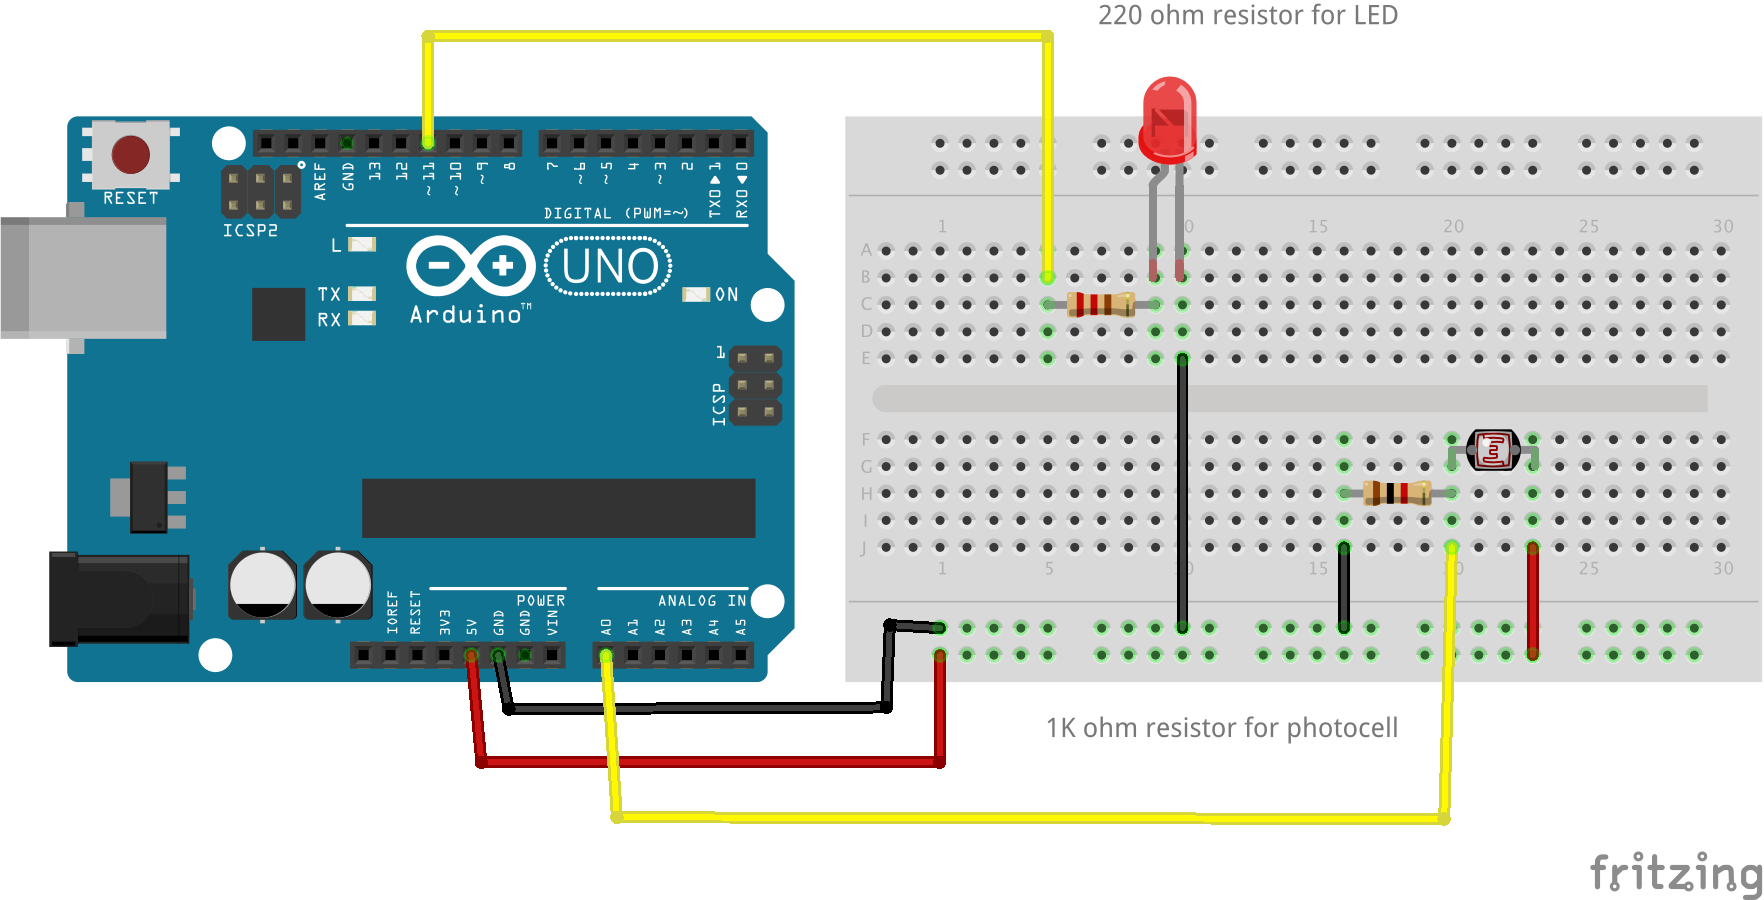 220 ohm resistor for LED
RESET
ICSP2
AREF
GND
13
12
~11
~10
~9
8
7
~6
~5
4
~3
2
TX0▶1
RX0◀0
DIGITAL (PWM=~)
L
TX
RX
UNO
Arduino™
ON
1
ICSP
1 10 15 20 25 30
A
B
C
D
E
F
G
H
I
J
1 5 10 15 20 25 30
POWER
ANALOG IN
IOREF
RESET
3V3
5V
GND
GND
VIN
A0
A1
A2
A3
A4
A5
1K ohm resistor for photocell
fritzing